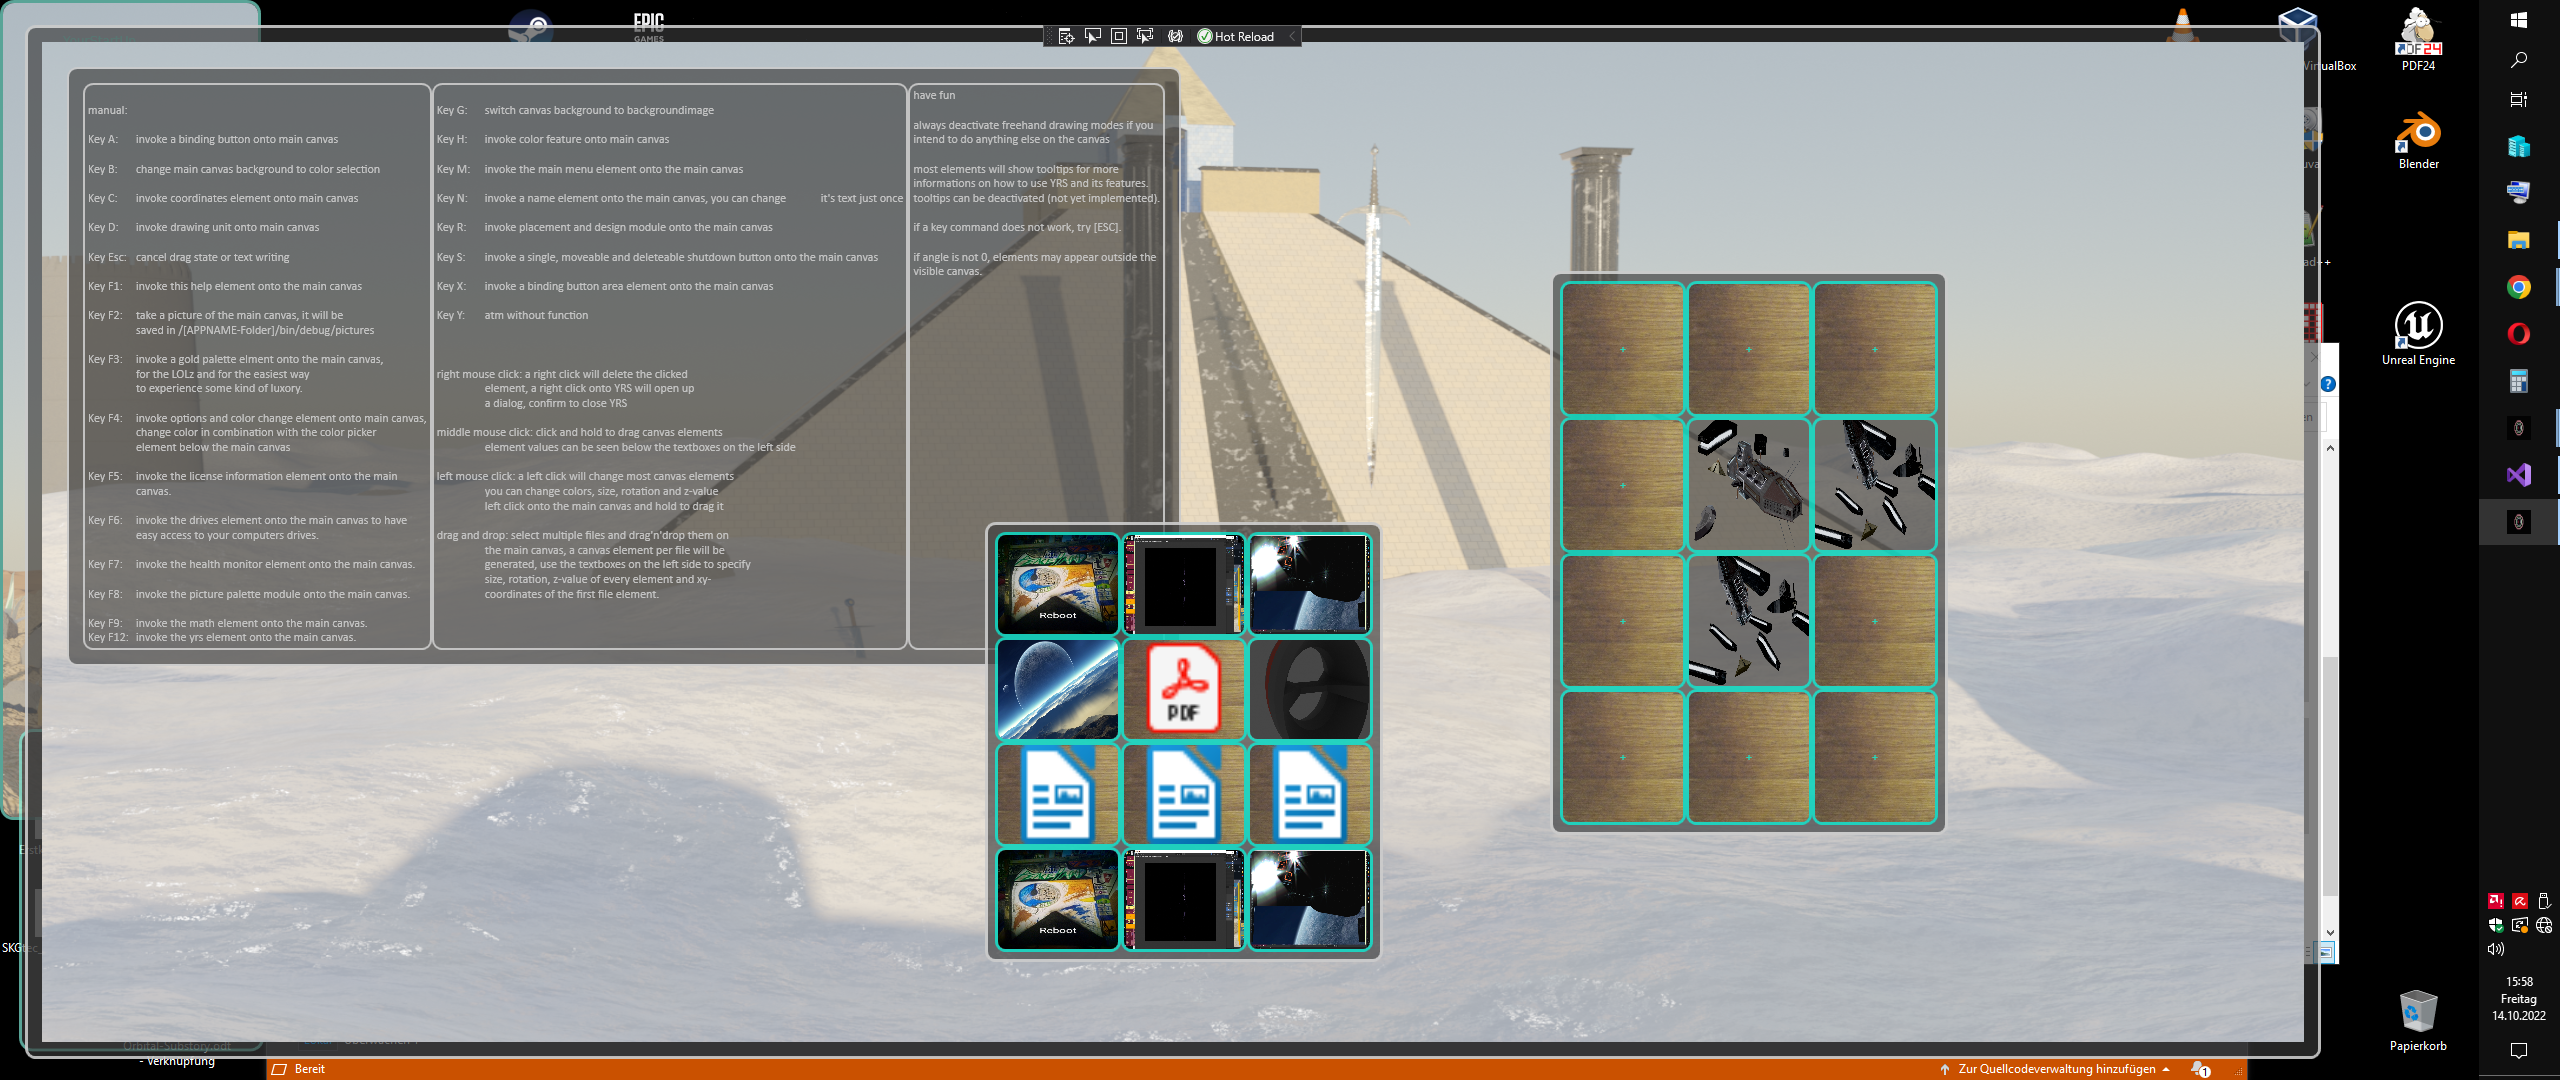 EPIC
GAMES
Hot Reload
manual:
Key A: invoke a binding button onto main canvas
Key B: change main canvas background to color selection
Key C: invoke coordinates element onto main canvas
Key D: invoke drawing unit onto main canvas
Key Esc: cancel drag state or text writing
Key F1: invoke this help element onto the main canvas
Key F2: take a picture of the main canvas, it will be
saved in /[APPNAME-Folder]/bin/debug/pictures
Key F3: invoke a gold palette elment onto the main canvas,
for the LOLz and for the easiest way
to experience some kind of luxory.
Key F4: invoke options and color change element onto main canvas,
change color in combination with the color picker
element below the main canvas
Key F5: invoke the license information element onto the main
canvas.
Key F6: invoke the drives element onto the main canvas to have
easy access to your computers drives.
Key F7: invoke the health monitor element onto the main canvas.
Key F8: invoke the picture palette module onto the main canvas.
Key F9: invoke the math element onto the main canvas.
Key F12: invoke the yrs element onto the main canvas.
Key G: switch canvas background to backgroundimage
Key H: invoke color feature onto main canvas
Key M: invoke the main menu element onto the main canvas
Key N: invoke a name element onto the main canvas, you can change it's text just once
Key R: invoke placement and design module onto the main canvas
Key S: invoke a single, moveable and deleteable shutdown button onto the main canvas
Key X: invoke a binding button area element onto the main canvas
Key Y: atm without function
right mouse click: a right click will delete the clicked
element, a right click onto YRS will open up
a dialog, confirm to close YRS
middle mouse click: click and hold to drag canvas elements
element values can be seen below the textboxes on the left side
left mouse click: a left click will change most canvas elements
you can change colors, size, rotation and z-value
left click onto the main canvas and hold to drag it
drag and drop: select multiple files and drag'n'drop them on
the main canvas, a canvas element per file will be
generated, use the textboxes on the left side to specify
size, rotation, z-value of every element and xy-
coordinates of the first file element.
have fun
always deactivate freehand drawing modes if you
intend to do anything else on the canvas
most elements will show tooltips for more
informations on how to use YRS and its features.
tooltips can be deactivated (not yet implemented).
if a key command does not work, try [ESC].
if angle is not 0, elements may appear outside the
visible canvas.
Reboot
PDF
Reboot
VirtualBox
PDF24
Blender
ad++
Unreal Engine
en
SKGtec_
Orbital-Substory.odt
- Verknüpfung
Bereit
Zur Quellcodeverwaltung hinzufügen
1
Papierkorb
15:58
Freitag
14.10.2022